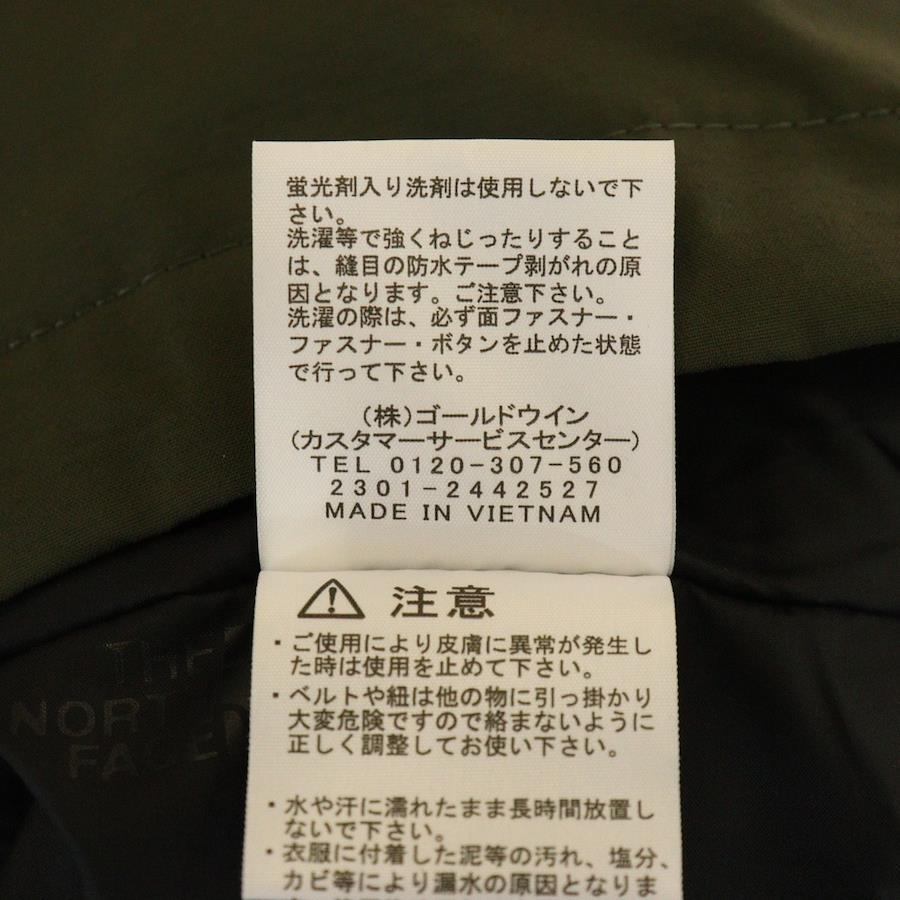 蛍光剤入り洗剤は使用しないで下
さい。
洗濯等で強くねじったりすること
は、縫目の防水テープ剥がれの原
因となります。ご注意下さい。
洗濯の際は、必ず面ファスナー・
ファスナー・ボタンを止めた状態
で行って下さい。
(株)ゴールドウイン
(カスタマーサービスセンター)
TEL 0120-307-560
2301-2442527
MADE IN VIETNAM
注意
・ご使用により皮膚に異常が発生し
た時は使用を止めて下さい。
・ベルトや紐は他の物に引っ掛かり
大変危険ですので絡まないように
正しく調整してお使い下さい。
・水や汗に濡れたまま長時間放置し
ないで下さい。
・衣服に付着した泥等の汚れ、塩分、
カビ等により漏水の原因となりま
THE
NORT
FACE